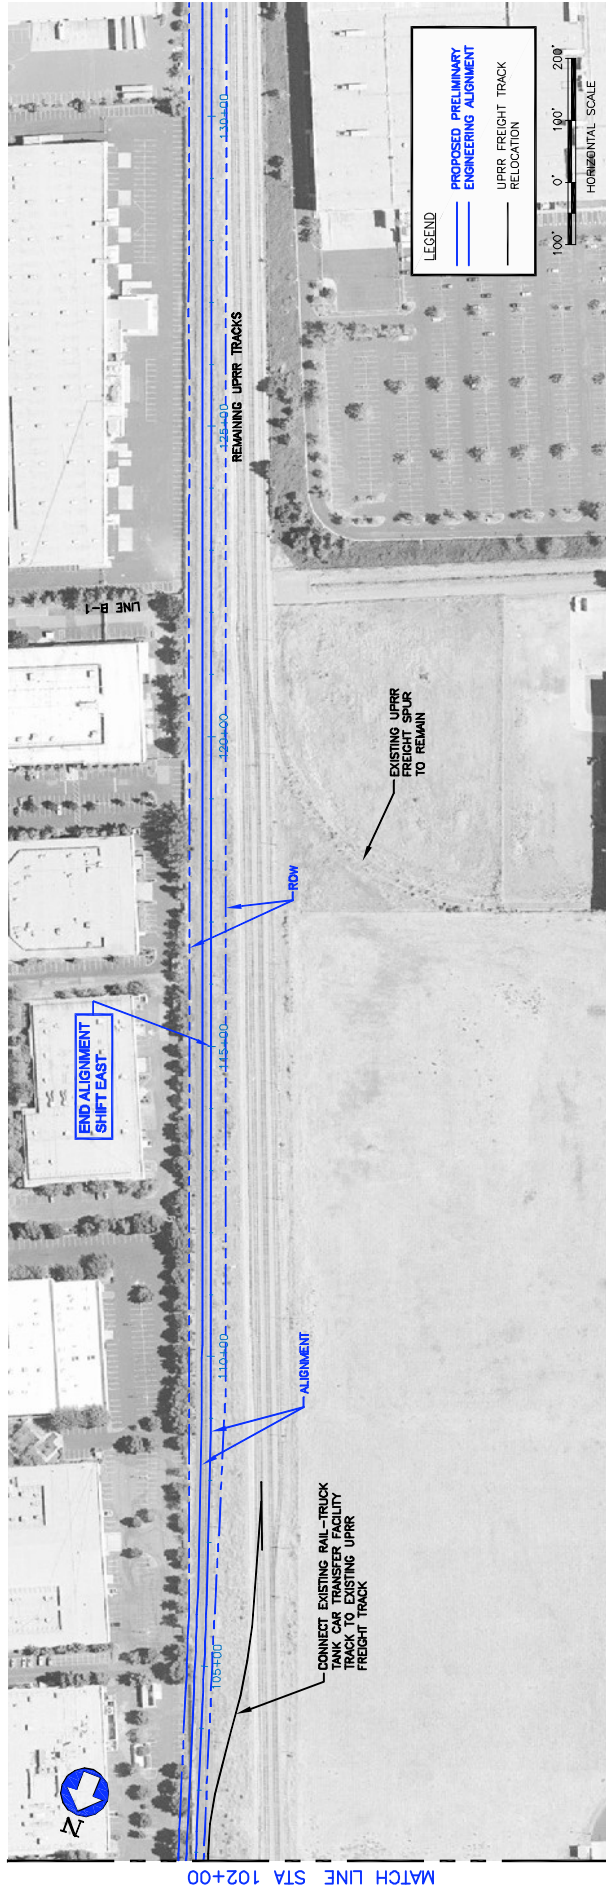 LEGEND
PROPOSED PRELIMINARY
ENGINEERING ALIGNMENT
UPRR FREIGHT TRACK
RELOCATION
100'
0'
100'
200'
HORIZONTAL SCALE
130+00
125+00
REMAINING UPRR TRACKS
LINE B-1
120+00
EXISTING UPRR
FREIGHT SPUR
TO REMAIN
ROW
END ALIGNMENT
SHIFT EAST
115+00
110+00
ALIGNMENT
CONNECT EXISTING RAIL-TRUCK
TANK CAR TRANSFER FACILITY
TRACK TO EXISTING UPRR
FREIGHT TRACK
105+00
N
MATCH LINE STA 102+00